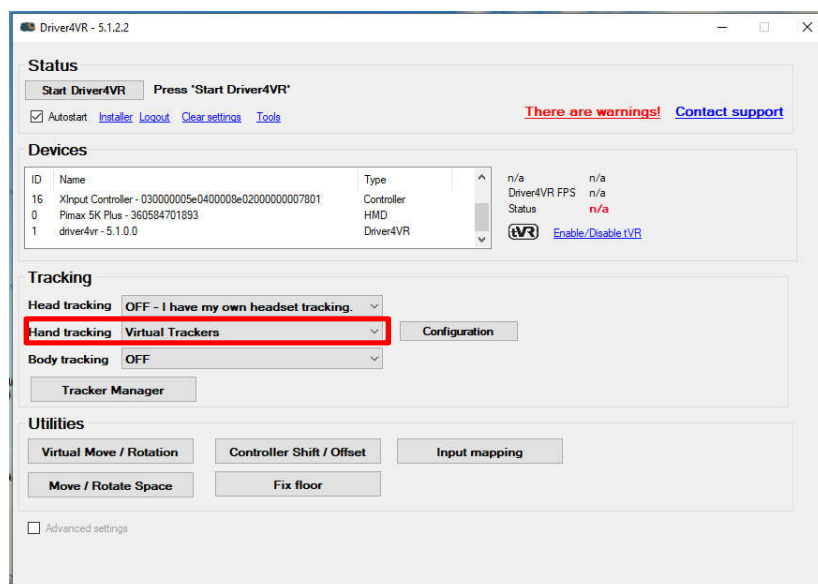 Driver4VR - 5.1.2.2
Status
Start Driver4VR Press 'Start Driver4VR'
Autostart Installer Logout Clear settings Tools There are warnings! Contact support
Devices
ID Name Type n/a n/a
16 XInput Controller - 030000005e0400008e02000000007801 Controller Driver4VR FPS n/a
0 Pimax 5K Plus - 360584701893 HMD Status n/a
1 driver4vr - 5.1.0.0 Driver4VR tVR Enable/Disable tVR
Tracking
Head tracking OFF - I have my own headset tracking.
Hand tracking Virtual Trackers Configuration
Body tracking OFF
Tracker Manager
Utilities
Virtual Move / Rotation Controller Shift / Offset Input mapping
Move / Rotate Space Fix floor
Advanced settings